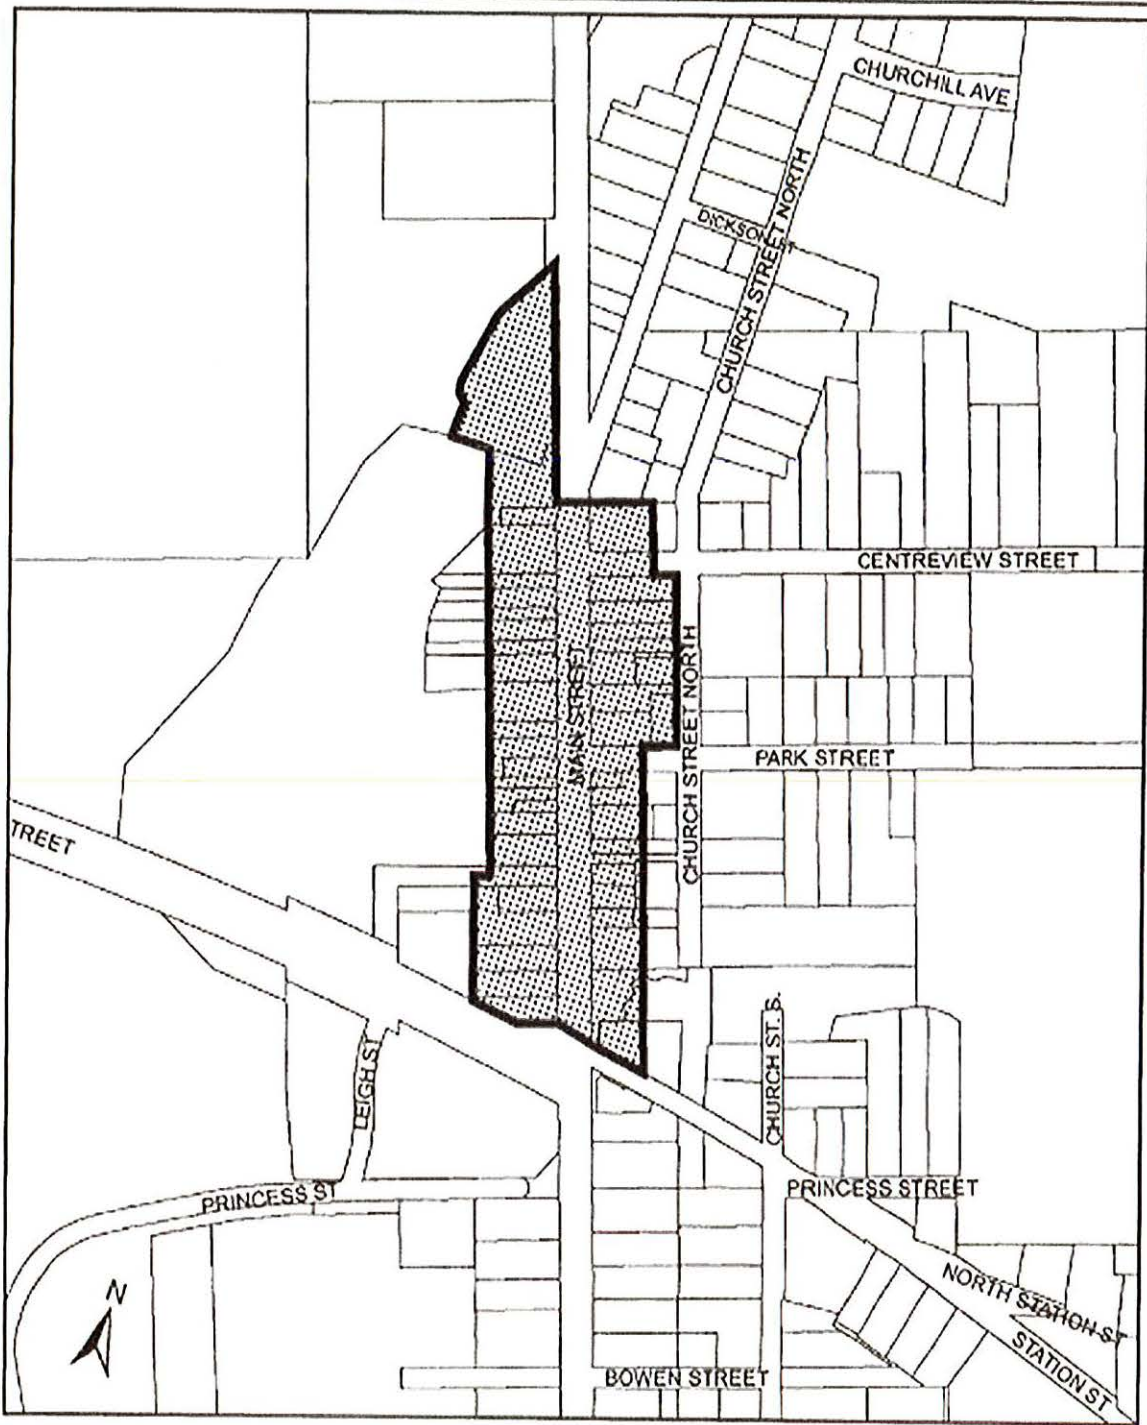 CHURCHILL AVE
CHURCH STREET NORTH
DICKSON ST
CENTREVIEW STREET
MAIN STREET
CHURCH STREET NORTH
PARK STREET
TREET
CHURCH ST. S.
LEIGH ST
PRINCESS ST
PRINCESS STREET
N
NORTH STATION ST
STATION ST
BOWEN STREET